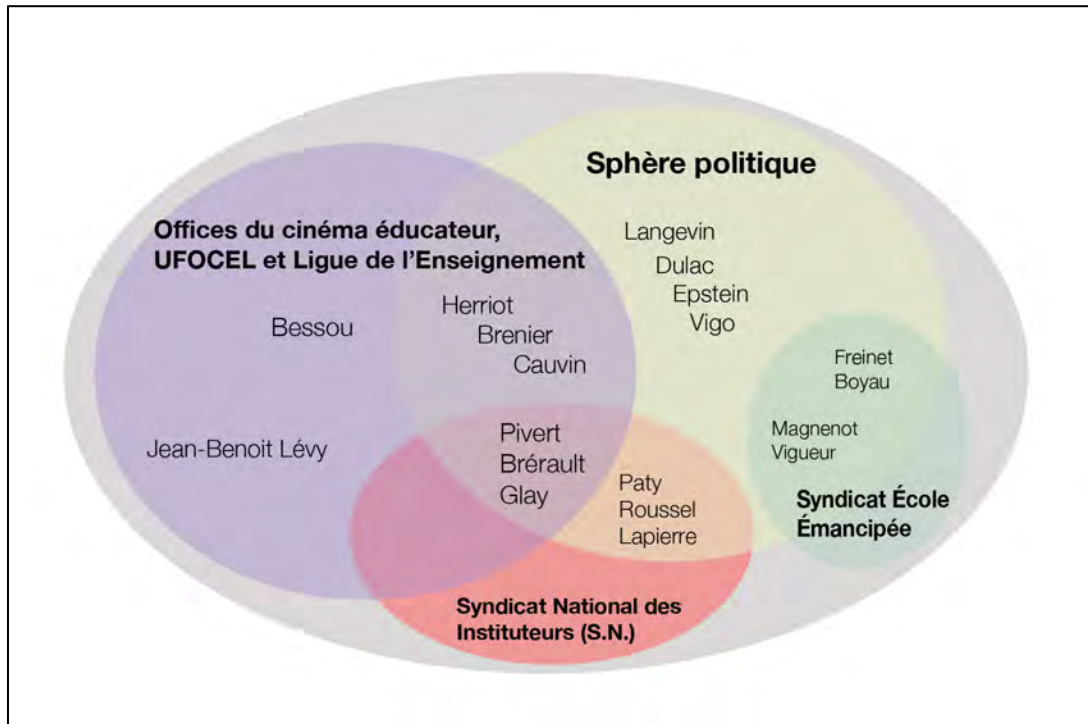 Sphère politique
Offices du cinéma éducateur,
UFOCEL et Ligue de l'Enseignement
Langevin
Dulac
Epstein
Vigo
Herriot
Brenier
Cauvin
Bessou
Freinet
Boyau
Jean-Benoit Lévy
Pivert
Brérault
Glay
Magnenot
Vigueur
Paty
Roussel
Lapierre
Syndicat École
Émancipée
Syndicat National des
Instituteurs (S.N.)